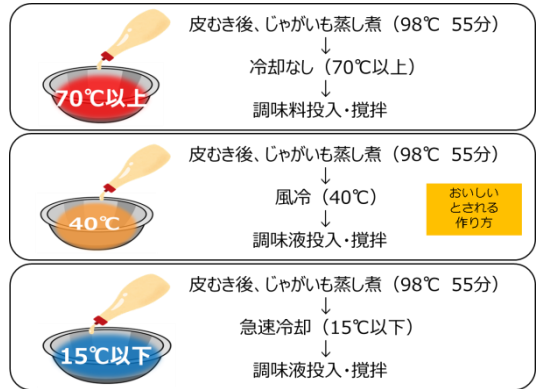 皮むき後、じゃがいも蒸し煮（98℃ 55分）
↓
冷却なし（70℃以上）
↓
調味料投入・撹拌
70℃以上
皮むき後、じゃがいも蒸し煮（98℃ 55分）
↓
風冷（40℃）
↓
調味液投入・撹拌
40℃
おいしい
とされる
作り方
皮むき後、じゃがいも蒸し煮（98℃ 55分）
↓
急速冷却（15℃以下）
↓
調味液投入・撹拌
15℃以下